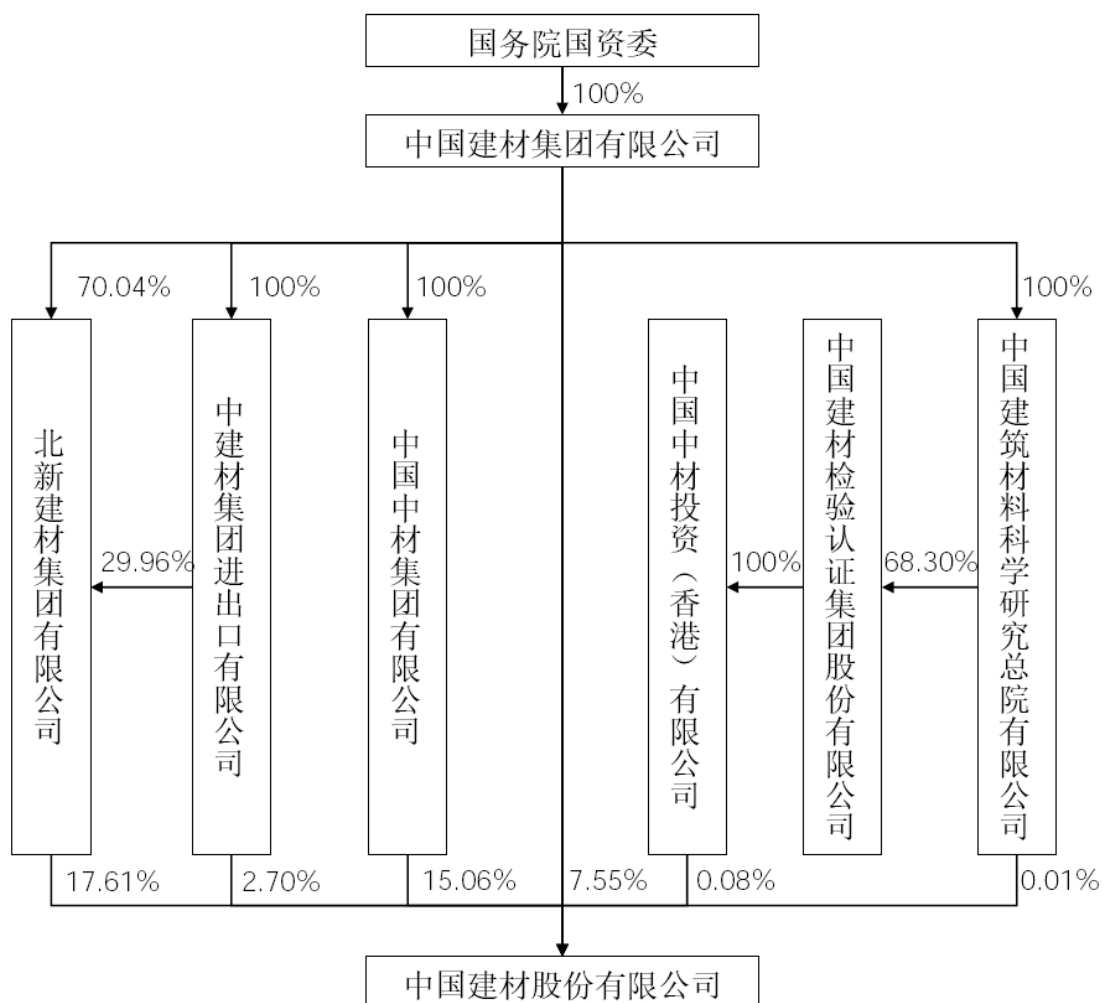 国务院国资委
100%
中国建材集团有限公司
70.04%
100%
100%
100%
北新建材集团有限公司
29.96%
中建材集团进出口有限公司
中国中材集团有限公司
中国中材投资（香港）有限公司
100%
中国建材检验认证集团股份有限公司
68.30%
中国建筑材料科学研究总院有限公司
17.61%
2.70%
15.06%
7.55%
0.08%
0.01%
中国建材股份有限公司